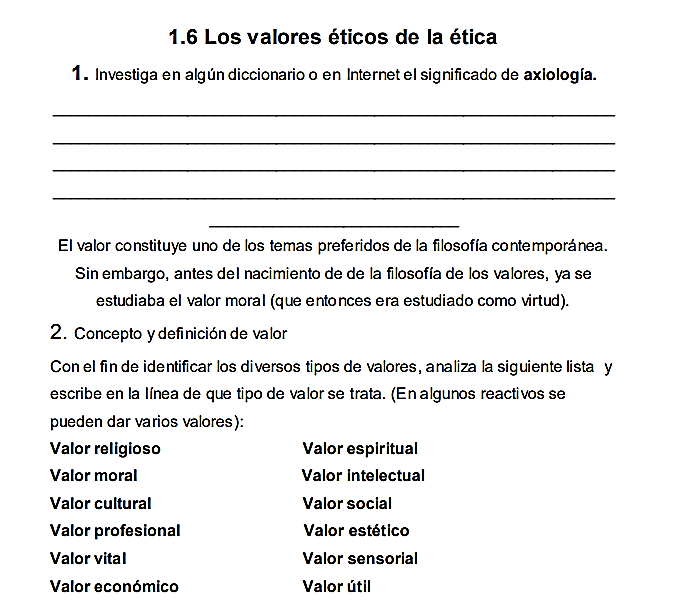 1.6 Los valores éticos de la ética
1. Investiga en algún diccionario o en Internet el significado de axiología.
El valor constituye uno de los temas preferidos de la filosofía contemporánea.
Sin embargo, antes del nacimiento de de la filosofía de los valores, ya se
estudiaba el valor moral (que entonces era estudiado como virtud).
2. Concepto y definición de valor
Con el fin de identificar los diversos tipos de valores, analiza la siguiente lista y
escribe en la línea de que tipo de valor se trata. (En algunos reactivos se
pueden dar varios valores):
Valor religioso Valor espiritual
Valor moral Valor intelectual
Valor cultural Valor social
Valor profesional Valor estético
Valor vital Valor sensorial
Valor económico Valor útil